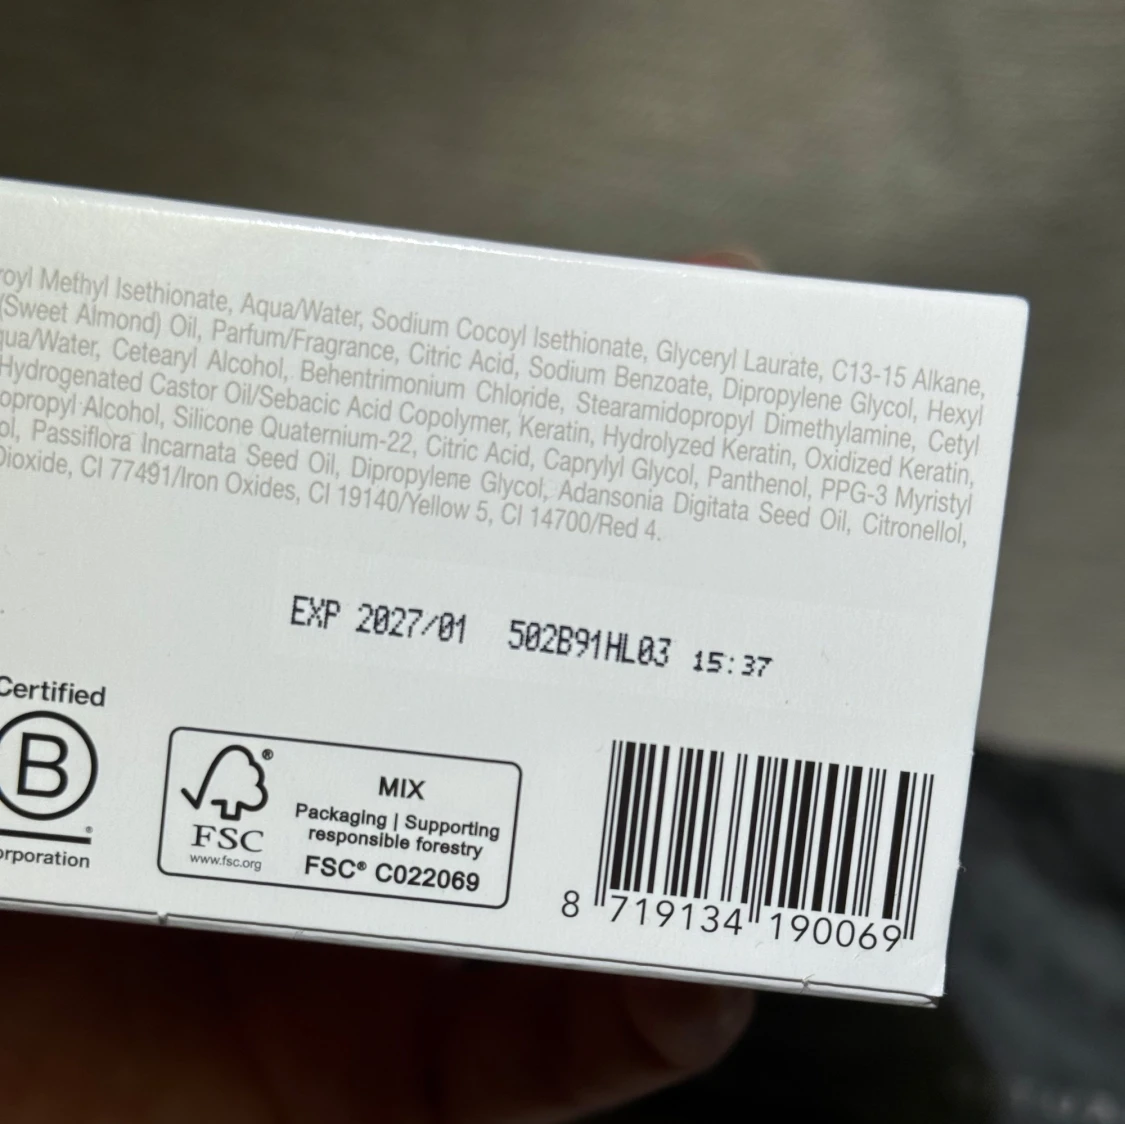 Methyl Isethionate, Aqua/Water, Sodium Cocoyl Isethionate, Glyceryl Laurate, C13-15 Alkane,
(Sweet Almond) Oil, Parfum/Fragrance, Citric Acid, Sodium Benzoate, Dipropylene Glycol, Hexyl
qua/Water, Cetearyl Alcohol, Behentrimonium Chloride, Stearamidopropyl Dimethylamine, Cetyl
Hydrogenated Castor Oil/Sebacic Acid Copolymer, Keratin, Hydrolyzed Keratin, Oxidized Keratin,
opropyl Alcohol, Silicone Quaternium-22, Citric Acid, Caprylyl Glycol, Panthenol, PPG-3 Myristyl
ol, Passiflora Incarnata Seed Oil, Dipropylene Glycol, Adansonia Digitata Seed Oil, Citronellol,
Dioxide, CI 77491/Iron Oxides, CI 19140/Yellow 5, CI 14700/Red 4.
EXP 2027/01 502B91HL03 15:37
Certified
B
orporation
®
FSC
www.fsc.org
MIX
Packaging | Supporting
responsible forestry
FSC® C022069
8 719134 190069